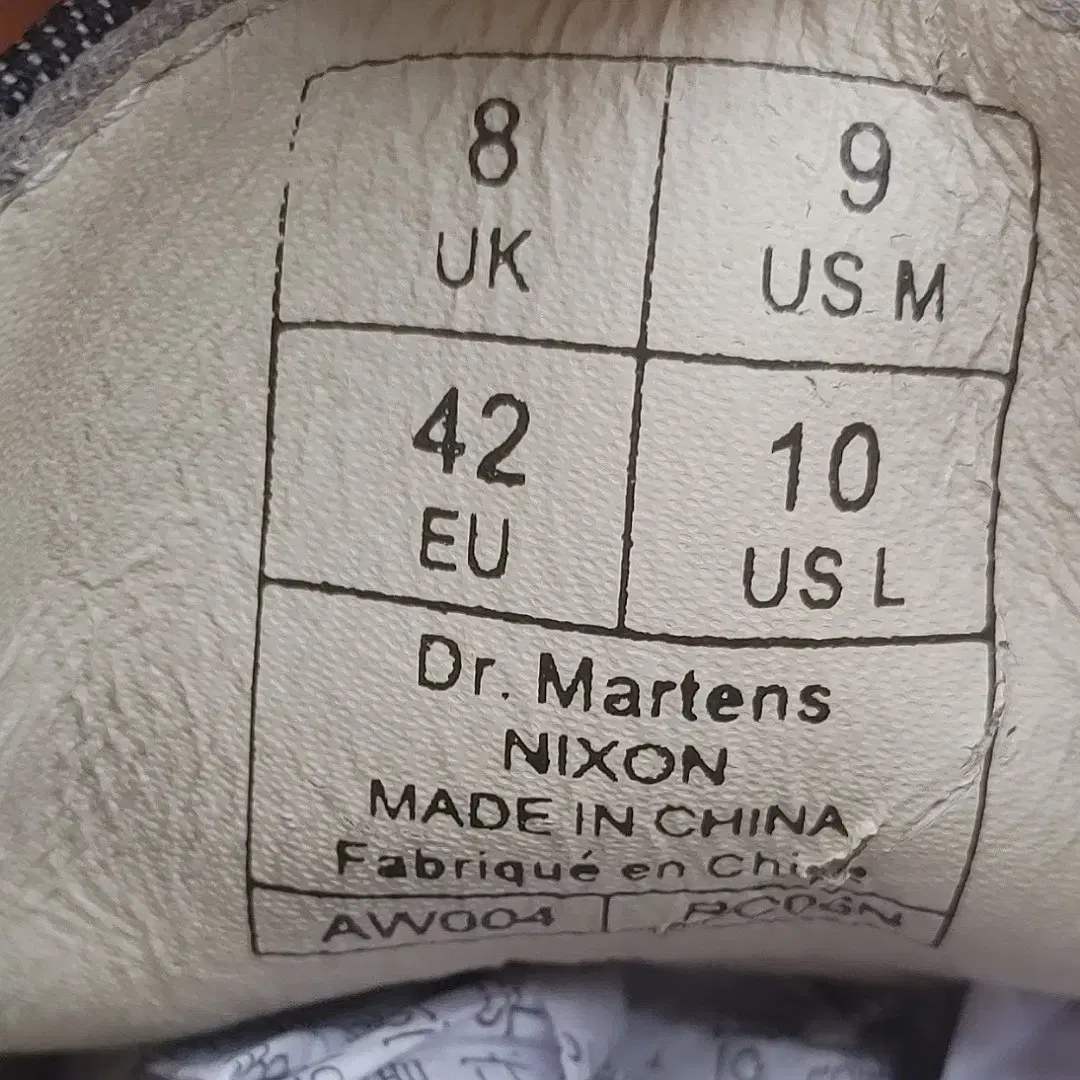 8
UK
9
US M
42
EU
10
US L
Dr. Martens
NIXON
MADE IN CHINA
Fabriqué en Chine
AW004